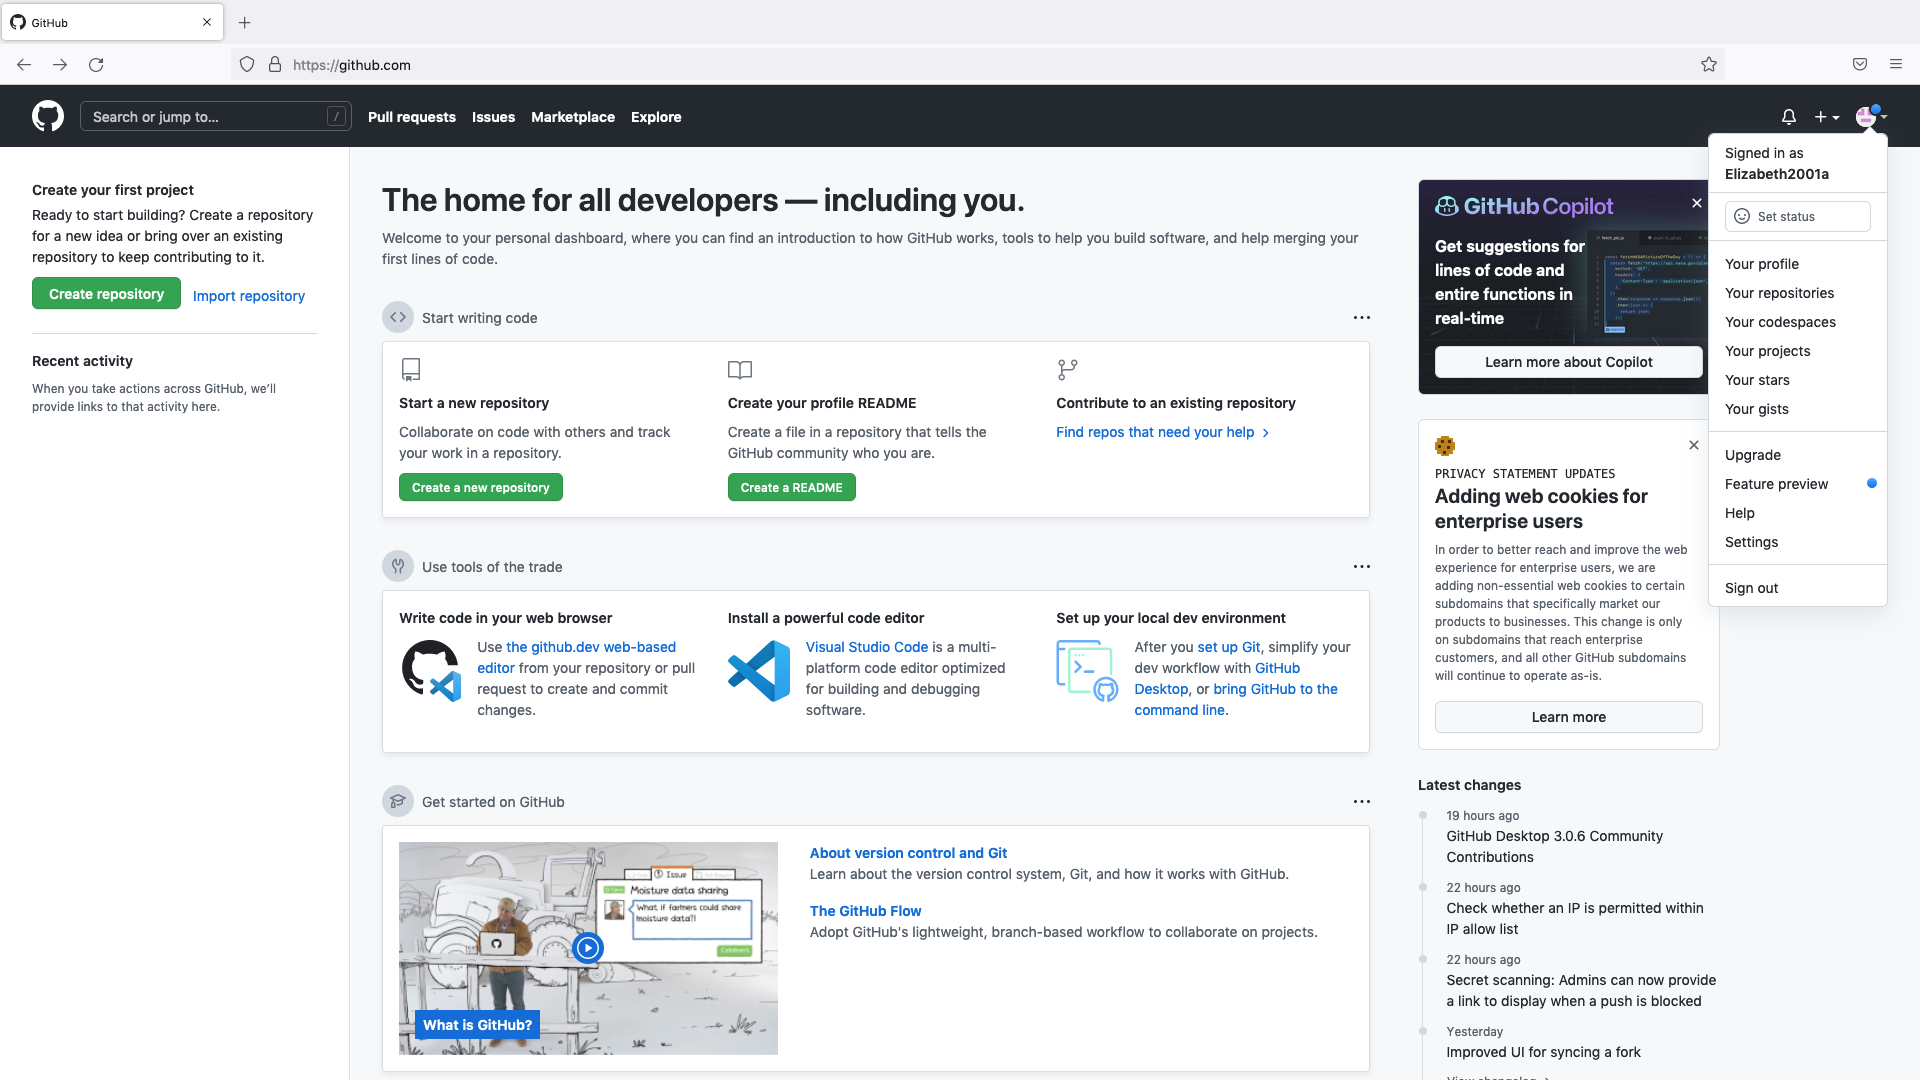 GitHub
https://github.com
Search or jump to...
/
Pull requests
Issues
Marketplace
Explore
Signed in as
Elizabeth2001a
Set status
Your profile
Your repositories
Your codespaces
Your projects
Your stars
Your gists
Upgrade
Feature preview
Help
Settings
Sign out
Create your first project
Ready to start building? Create a repository
for a new idea or bring over an existing
repository to keep contributing to it.
Create repository
Import repository
Recent activity
When you take actions across GitHub, we'll
provide links to that activity here.
The home for all developers — including you.
Welcome to your personal dashboard, where you can find an introduction to how GitHub works, tools to help you build software, and help merging your
first lines of code.
Start writing code
Start a new repository
Collaborate on code with others and track
your work in a repository.
Create a new repository
Create your profile README
Create a file in a repository that tells the
GitHub community who you are.
Create a README
Contribute to an existing repository
Find repos that need your help
Use tools of the trade
Write code in your web browser
Use the github.dev web-based
editor from your repository or pull
request to create and commit
changes.
Install a powerful code editor
Visual Studio Code is a multi-
platform code editor optimized
for building and debugging
software.
Set up your local dev environment
After you set up Git, simplify your
dev workflow with GitHub
Desktop, or bring GitHub to the
command line.
Get started on GitHub
Issue
Moisture data sharing
What if farmers could share
moisture data?!
Comment
What is GitHub?
About version control and Git
Learn about the version control system, Git, and how it works with GitHub.
The GitHub Flow
Adopt GitHub's lightweight, branch-based workflow to collaborate on projects.
GitHub Copilot
Get suggestions for
lines of code and
entire functions in
real-time
Learn more about Copilot
PRIVACY STATEMENT UPDATES
Adding web cookies for
enterprise users
In order to better reach and improve the web
experience for enterprise users, we are
adding non-essential web cookies to certain
subdomains that specifically market our
products to businesses. This change is only
on subdomains that reach enterprise
customers, and all other GitHub subdomains
will continue to operate as-is.
Learn more
Latest changes
19 hours ago
GitHub Desktop 3.0.6 Community
Contributions
22 hours ago
Check whether an IP is permitted within
IP allow list
22 hours ago
Secret scanning: Admins can now provide
a link to display when a push is blocked
Yesterday
Improved UI for syncing a fork